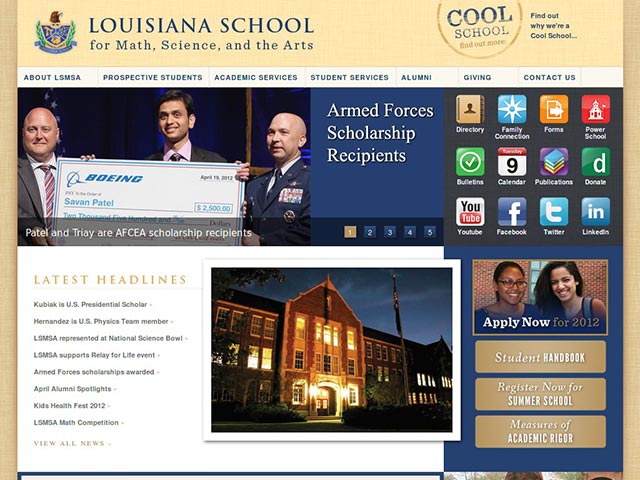 LOUISIANA SCHOOL
for Math, Science, and the Arts
COOL
SCHOOL
find out more:
Find out
why we're a
Cool School...
ABOUT LSMSA PROSPECTIVE STUDENTS ACADEMIC SERVICES STUDENT SERVICES ALUMNI GIVING CONTACT US
BOEING
April 19, 2012
PAY To the Order of
Savan Patel
$ 2,500.00
Two Thousand Five Hundred and
Dollars
Patel and Triay are AFCEA scholarship recipients
Armed Forces
Scholarship
Recipients
1 2 3 4 5
Directory Family Connection Forms Power School
Tuesday
9
d
Bulletins Calendar Publications Donate
You
Tube
f
t
in
Youtube Facebook Twitter LinkedIn
LATEST HEADLINES
Kubiak is U.S. Presidential Scholar »
Hernandez is U.S. Physics Team member »
LSMSA represented at National Science Bowl »
LSMSA supports Relay for Life event »
Armed Forces scholarships awarded »
April Alumni Spotlights »
Kids Health Fest 2012 »
LSMSA Math Competition »
VIEW ALL NEWS »
Apply Now for 2012
Student HANDBOOK
Register Now for
SUMMER SCHOOL
Measures of
ACADEMIC RIGOR